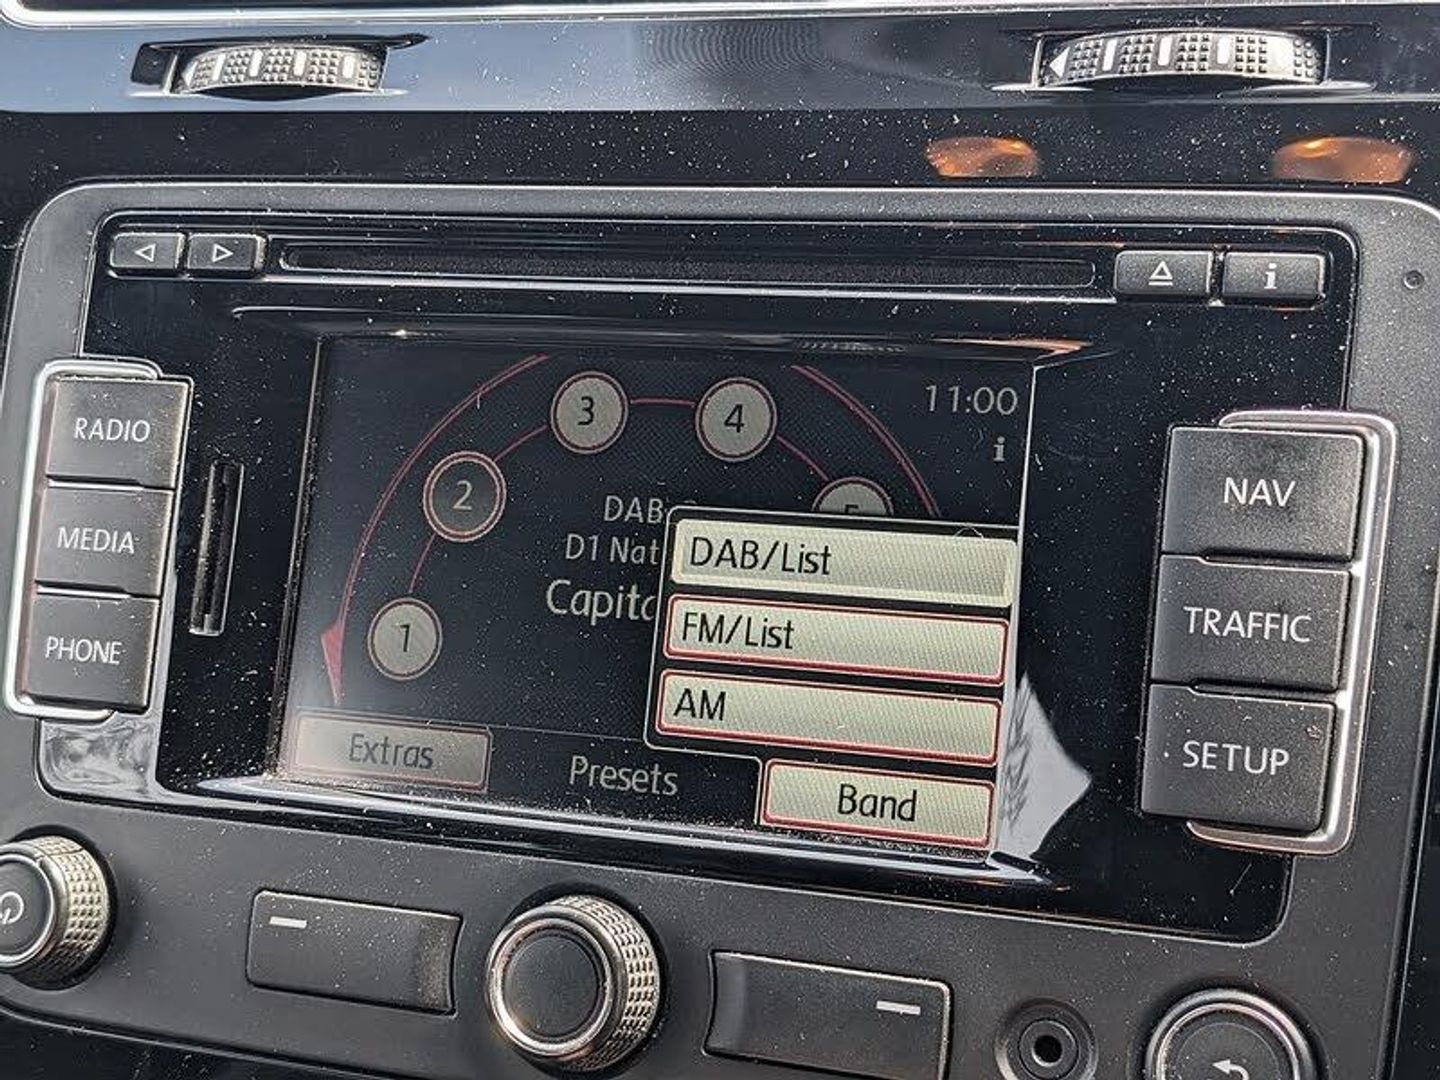 RADIO
MEDIA
PHONE
3
4
11:00
2
i
DAB
D1 Nat
1
DAB/List
FM/List
AM
Extras
Presets
Band
i
NAV
TRAFFIC
SETUP